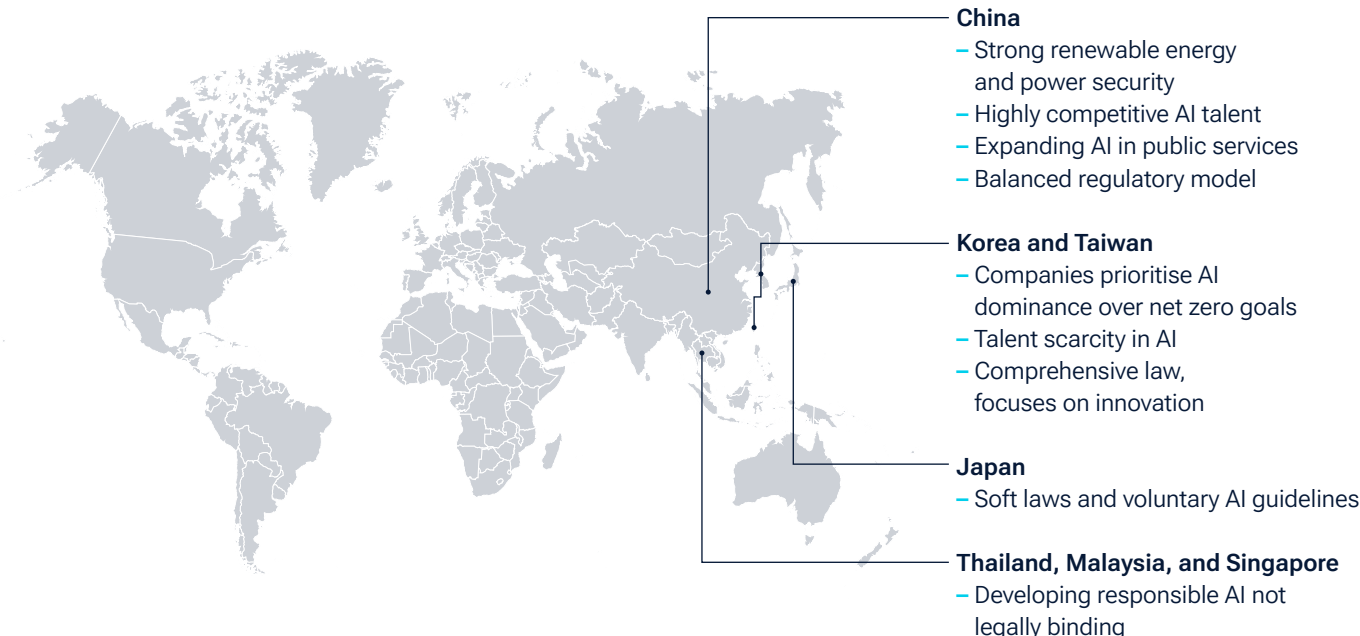 China
– Strong renewable energy
and power security
– Highly competitive AI talent
– Expanding AI in public services
– Balanced regulatory model
Korea and Taiwan
– Companies prioritise AI
dominance over net zero goals
– Talent scarcity in AI
– Comprehensive law,
focuses on innovation
Japan
– Soft laws and voluntary AI guidelines
Thailand, Malaysia, and Singapore
– Developing responsible AI not
legally binding